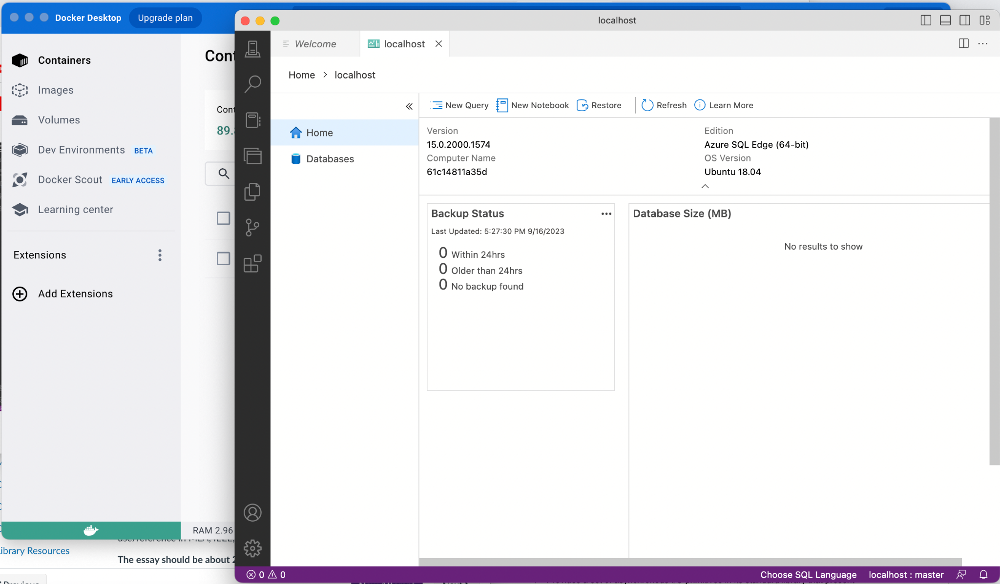 Docker Desktop
Upgrade plan
Containers
Images
Volumes
Dev Environments BETA
Docker Scout EARLY ACCESS
Learning center
Extensions
Add Extensions
RAM 2.96
Library Resources
The essay should be about
localhost
Welcome
localhost
Home > localhost
New Query
New Notebook
Restore
Refresh
Learn More
Home
Databases
Version
15.0.2000.1574
Computer Name
61c14811a35d
Edition
Azure SQL Edge (64-bit)
OS Version
Ubuntu 18.04
Backup Status
Last Updated: 5:27:30 PM 9/16/2023
0 Within 24hrs
0 Older than 24hrs
0 No backup found
Database Size (MB)
No results to show
0 0
Choose SQL Language
localhost : master